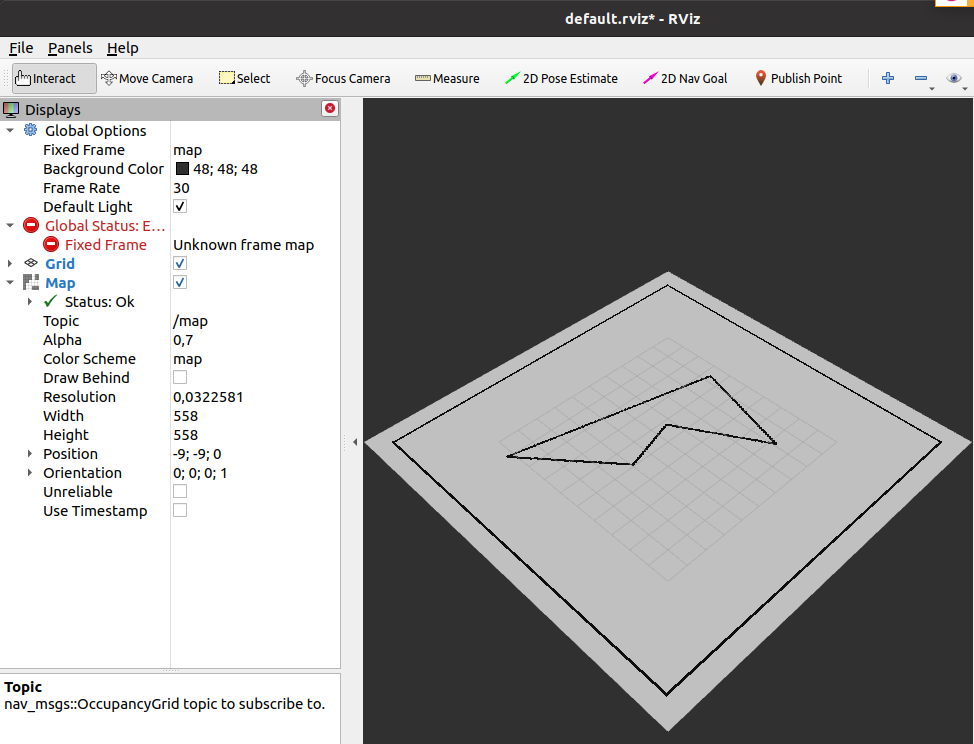 default.rviz* - RViz
File Panels Help
Interact Move Camera Select Focus Camera Measure 2D Pose Estimate 2D Nav Goal Publish Point
Displays
Global Options
Fixed Frame map
Background Color 48; 48; 48
Frame Rate 30
Default Light
Global Status: E...
Fixed Frame Unknown frame map
Grid
Map
Status: Ok
Topic /map
Alpha 0,7
Color Scheme map
Draw Behind
Resolution 0,0322581
Width 558
Height 558
Position -9; -9; 0
Orientation 0; 0; 0; 1
Unreliable
Use Timestamp
Topic
nav_msgs::OccupancyGrid topic to subscribe to.